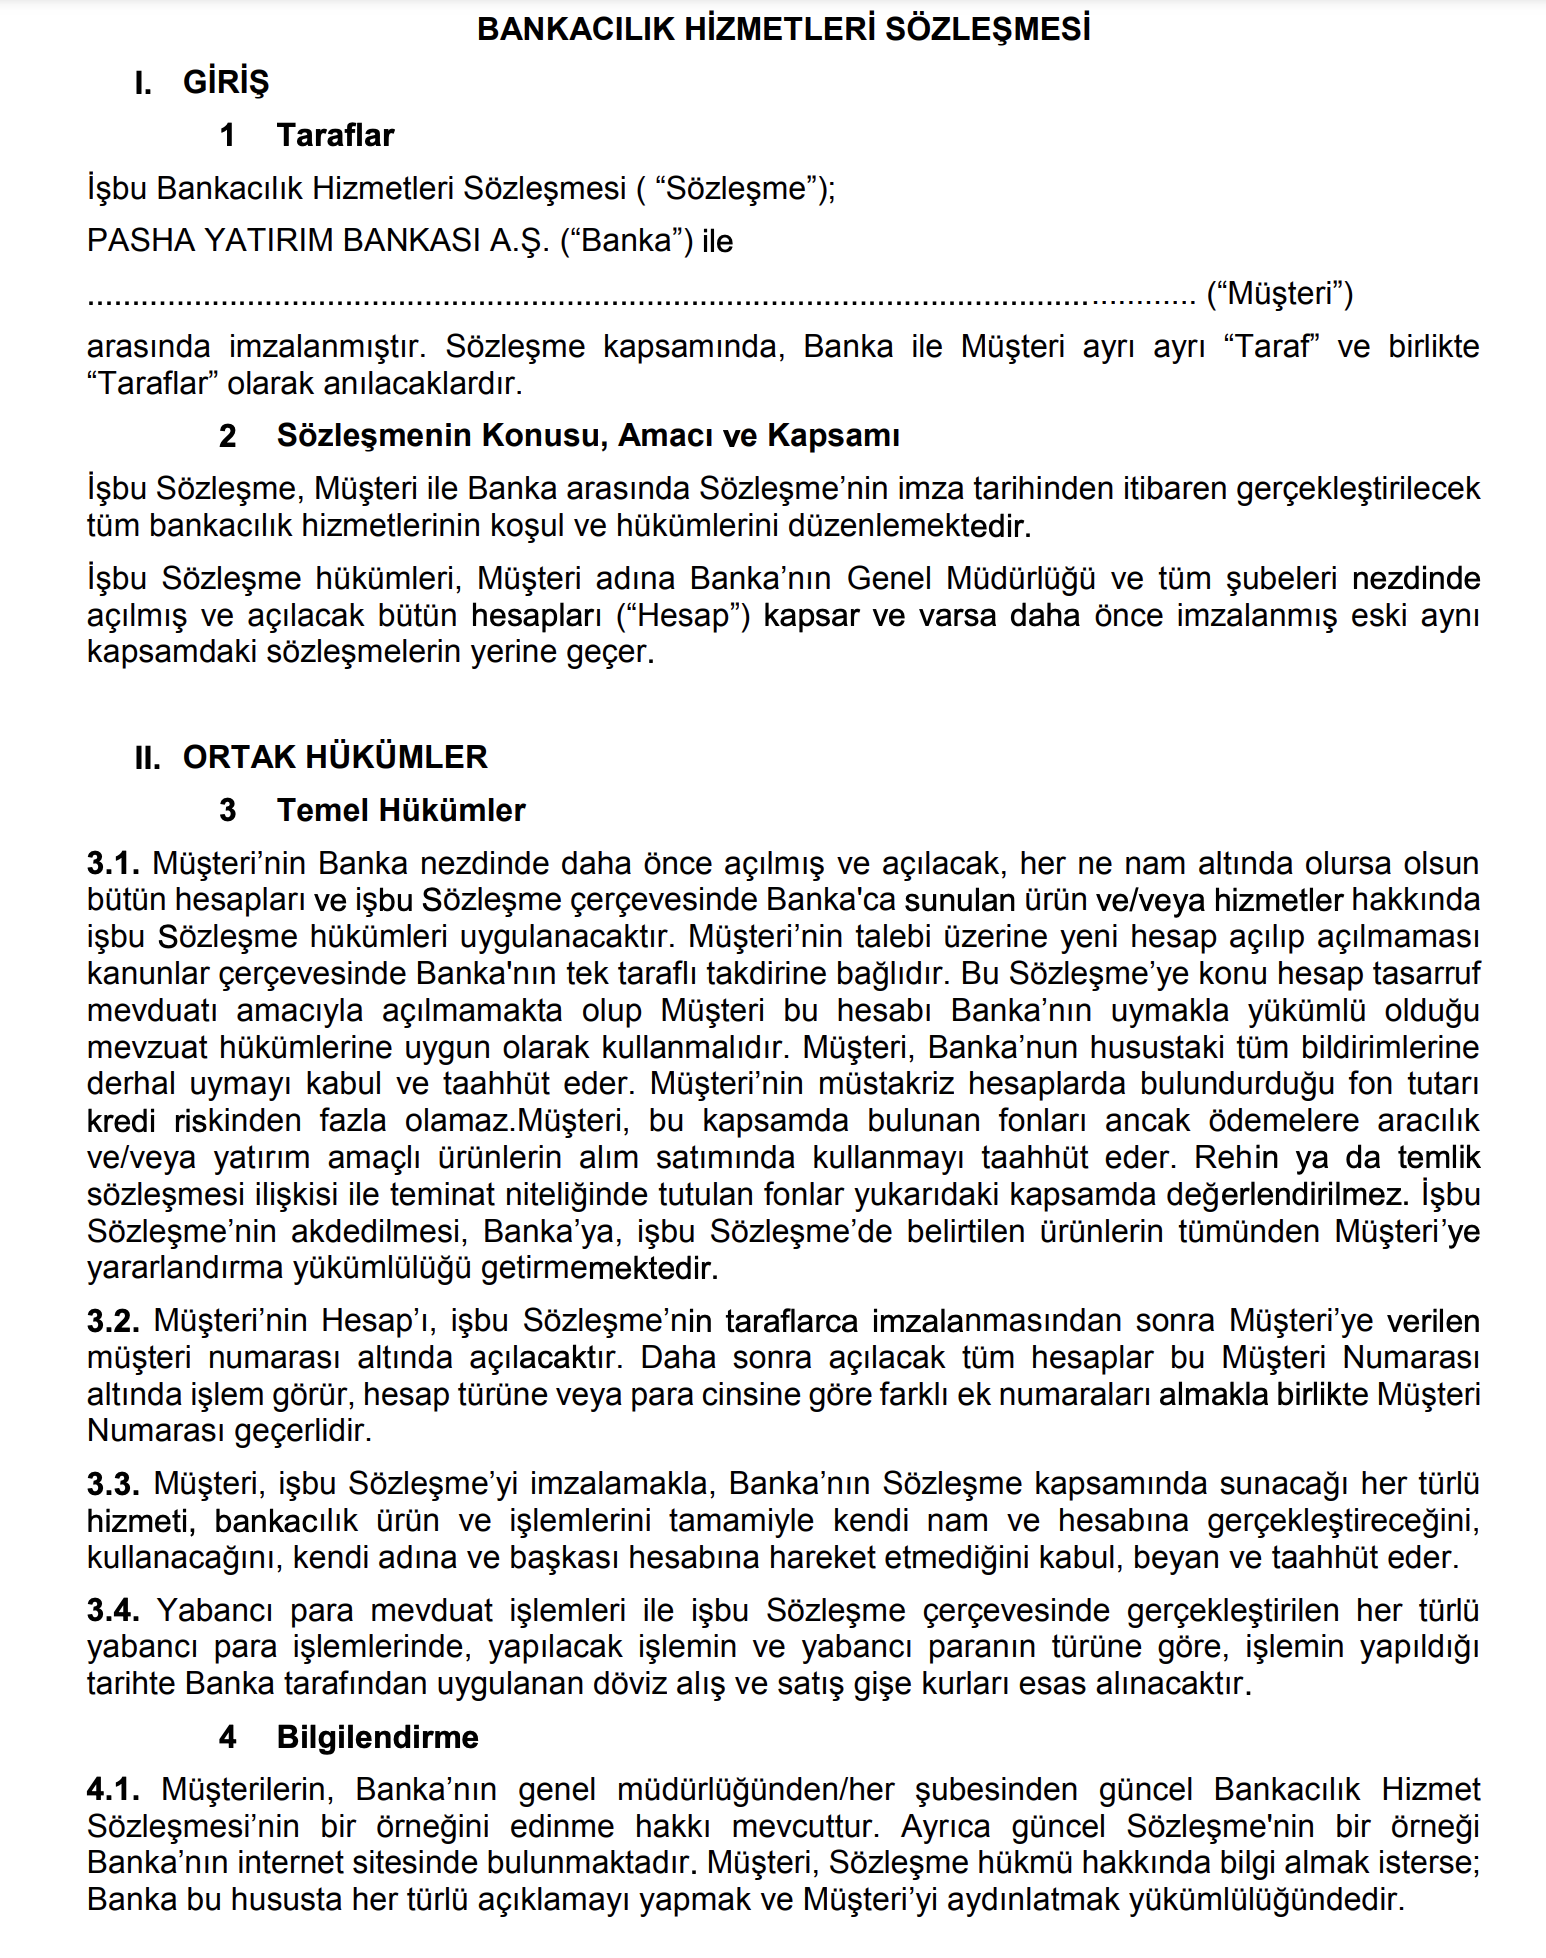 BANKACILIK HİZMETLERİ SÖZLEŞMESİ
I. GİRİŞ
1 Taraflar
İşbu Bankacılık Hizmetleri Sözleşmesi ( “Sözleşme”);
PASHA YATIRIM BANKASI A.Ş. (“Banka”) ile
............................................................................................................................. (“Müşteri”)
arasında imzalanmıştır. Sözleşme kapsamında, Banka ile Müşteri ayrı ayrı “Taraf” ve birlikte
“Taraflar” olarak anılacaklardır.
2 Sözleşmenin Konusu, Amacı ve Kapsamı
İşbu Sözleşme, Müşteri ile Banka arasında Sözleşme’nin imza tarihinden itibaren gerçekleştirilecek
tüm bankacılık hizmetlerinin koşul ve hükümlerini düzenlemektedir.
İşbu Sözleşme hükümleri, Müşteri adına Banka’nın Genel Müdürlüğü ve tüm şubeleri nezdinde
açılmış ve açılacak bütün hesapları (“Hesap”) kapsar ve varsa daha önce imzalanmış eski aynı
kapsamdaki sözleşmelerin yerine geçer.
II. ORTAK HÜKÜMLER
3 Temel Hükümler
3.1. Müşteri’nin Banka nezdinde daha önce açılmış ve açılacak, her ne nam altında olursa olsun
bütün hesapları ve işbu Sözleşme çerçevesinde Banka'ca sunulan ürün ve/veya hizmetler hakkında
işbu Sözleşme hükümleri uygulanacaktır. Müşteri’nin talebi üzerine yeni hesap açılıp açılmaması
kanunlar çerçevesinde Banka'nın tek taraflı takdirine bağlıdır. Bu Sözleşme’ye konu hesap tasarruf
mevduatı amacıyla açılmamakta olup Müşteri bu hesabı Banka’nın uymakla yükümlü olduğu
mevzuat hükümlerine uygun olarak kullanmalıdır. Müşteri, Banka’nun husustaki tüm bildirimlerine
derhal uymayı kabul ve taahhüt eder. Müşteri’nin müstakriz hesaplarda bulundurduğu fon tutarı
kredi riskinden fazla olamaz.Müşteri, bu kapsamda bulunan fonları ancak ödemelere aracılık
ve/veya yatırım amaçlı ürünlerin alım satımında kullanmayı taahhüt eder. Rehin ya da temlik
sözleşmesi ilişkisi ile teminat niteliğinde tutulan fonlar yukarıdaki kapsamda değerlendirilmez. İşbu
Sözleşme’nin akdedilmesi, Banka’ya, işbu Sözleşme’de belirtilen ürünlerin tümünden Müşteri’ye
yararlandırma yükümlülüğü getirmemektedir.
3.2. Müşteri’nin Hesap’ı, işbu Sözleşme’nin taraflarca imzalanmasından sonra Müşteri’ye verilen
müşteri numarası altında açılacaktır. Daha sonra açılacak tüm hesaplar bu Müşteri Numarası
altında işlem görür, hesap türüne veya para cinsine göre farklı ek numaraları almakla birlikte Müşteri
Numarası geçerlidir.
3.3. Müşteri, işbu Sözleşme’yi imzalamakla, Banka’nın Sözleşme kapsamında sunacağı her türlü
hizmeti, bankacılık ürün ve işlemlerini tamamiyle kendi nam ve hesabına gerçekleştireceğini,
kullanacağını, kendi adına ve başkası hesabına hareket etmediğini kabul, beyan ve taahhüt eder.
3.4. Yabancı para mevduat işlemleri ile işbu Sözleşme çerçevesinde gerçekleştirilen her türlü
yabancı para işlemlerinde, yapılacak işlemin ve yabancı paranın türüne göre, işlemin yapıldığı
tarihte Banka tarafından uygulanan döviz alış ve satış gişe kurları esas alınacaktır.
4 Bilgilendirme
4.1. Müşterilerin, Banka’nın genel müdürlüğünden/her şubesinden güncel Bankacılık Hizmet
Sözleşmesi’nin bir örneğini edinme hakkı mevcuttur. Ayrıca güncel Sözleşme'nin bir örneği
Banka’nın internet sitesinde bulunmaktadır. Müşteri, Sözleşme hükmü hakkında bilgi almak isterse;
Banka bu hususta her türlü açıklamayı yapmak ve Müşteri’yi aydınlatmak yükümlülüğündedir.